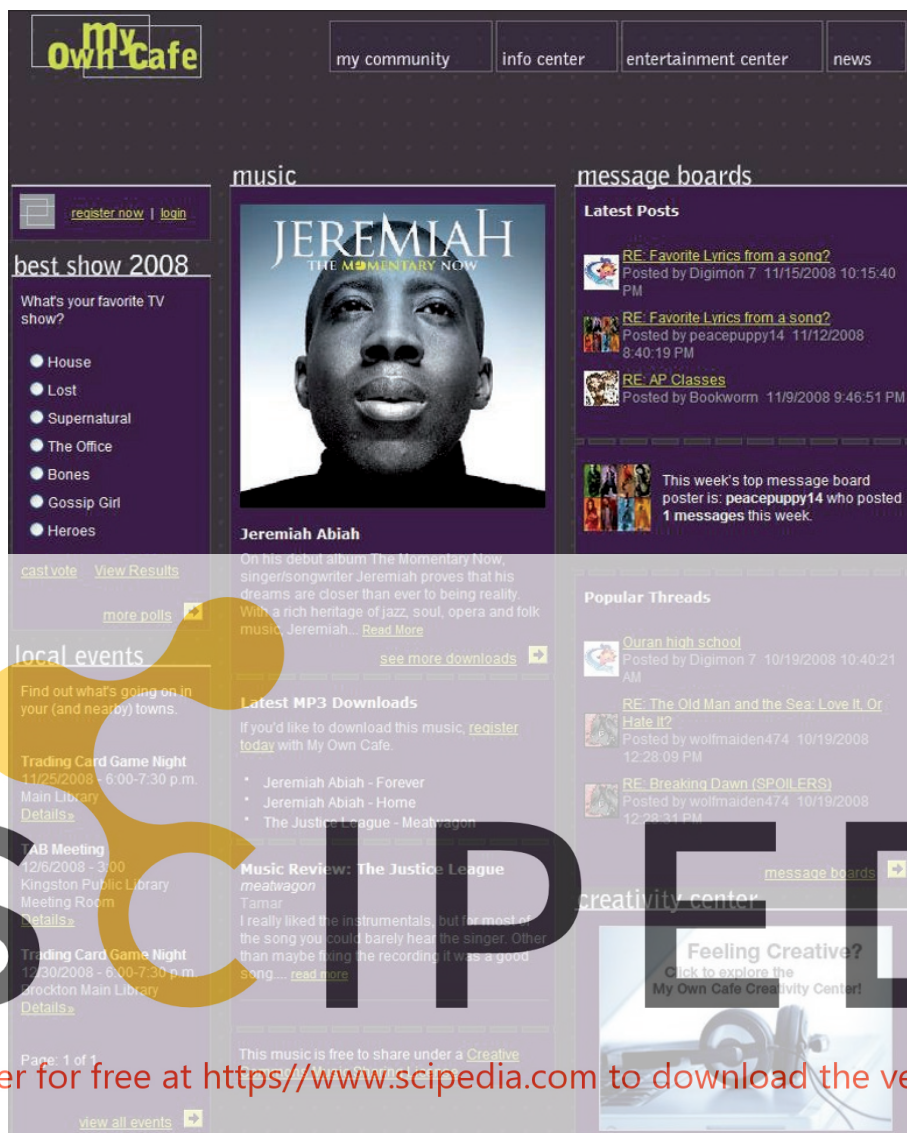 my
own cafe
my community
info center
entertainment center
news
register now | login
best show 2008
What's your favorite TV
show?
House
Lost
Supernatural
The Office
Bones
Gossip Girl
Heroes
cast vote View Results
more polls
local events
Find out what's going on in
your (and nearby) towns.
Trading Card Game Night
11/25/2008 - 6:00-7:30 p.m.
Main Library
Details»
TAB Meeting
12/6/2008 - 3:00
Kingston Public Library
Meeting Room
Details»
Trading Card Game Night
12/30/2008 - 6:00-7:30 p.m.
Brockton Main Library
Details»
Page: 1 of 1
view all events
music
JEREMIAH
THE MOMENTARY NOW
Jeremiah Abiah
On his debut album The Momentary Now,
singer/songwriter Jeremiah proves that his
dreams are closer than ever to being reality.
With a rich heritage of jazz, soul, opera and folk
music, Jeremiah... Read More
see more downloads
Latest MP3 Downloads
If you'd like to download this music, register
today with My Own Cafe.
* Jeremiah Abiah - Forever
* Jeremiah Abiah - Home
* The Justice League - Meatwagon
Music Review: The Justice League
meatwagon
Tamar
I really liked the instrumentals, but for most of
the song you could barely hear the singer. Other
than maybe fixing the recording it was a good
song.... read more
This music is free to share under a Creative
Commons Music Sharing License
message boards
Latest Posts
RE: Favorite Lyrics from a song?
Posted by Digimon 7 11/15/2008 10:15:40
PM
RE: Favorite Lyrics from a song?
Posted by peacepuppy14 11/12/2008
8:40:19 PM
RE: AP Classes
Posted by Bookworm 11/9/2008 9:46:51 PM
This week's top message board
poster is: peacepuppy14 who posted
1 messages this week.
Popular Threads
Ouran high school
Posted by Digimon 7 10/19/2008 10:40:21
AM
RE: The Old Man and the Sea: Love It, Or
Hate It?
Posted by wolfmaiden474 10/19/2008
12:28:09 PM
RE: Breaking Dawn (SPOILERS)
Posted by wolfmaiden474 10/19/2008
12:28:31 PM
message boards
creativity center
Feeling Creative?
Click to explore the
My Own Cafe Creativity Center!
SCIPED
er for free at https//www.scipedia.com to download the ve